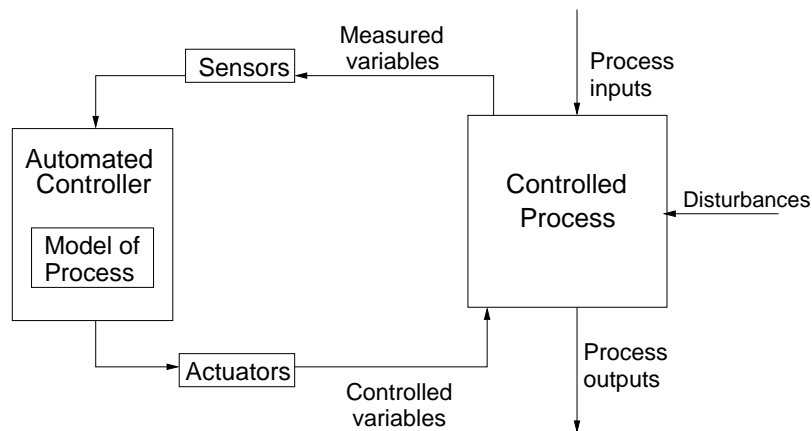 Measured
variables
Sensors
Process
inputs
Automated
Controller
Model of
Process
Controlled
Process
Disturbances
Actuators
Controlled
variables
Process
outputs